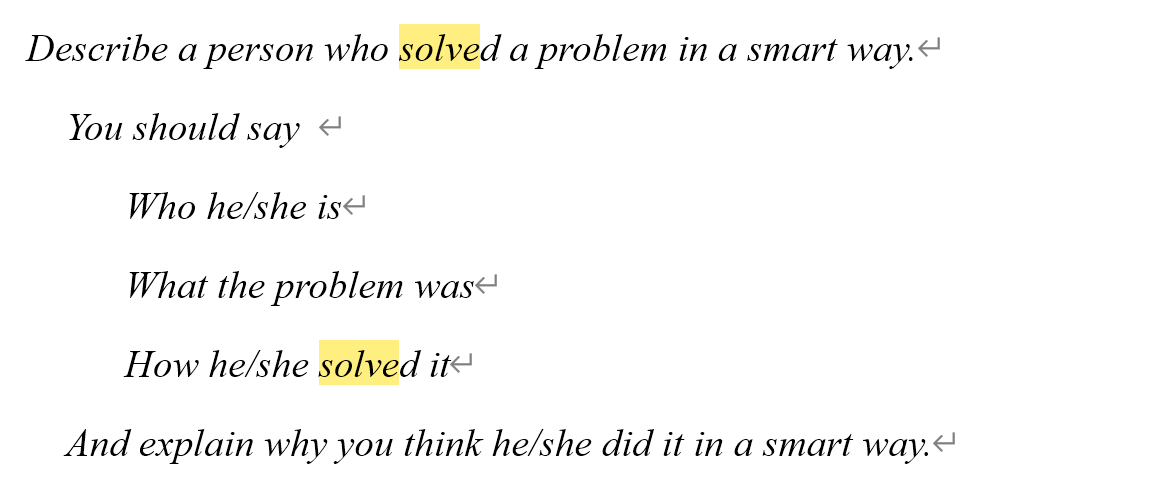 Describe a person who solved a problem in a smart way.
You should say
Who he/she is
What the problem was
How he/she solved it
And explain why you think he/she did it in a smart way.